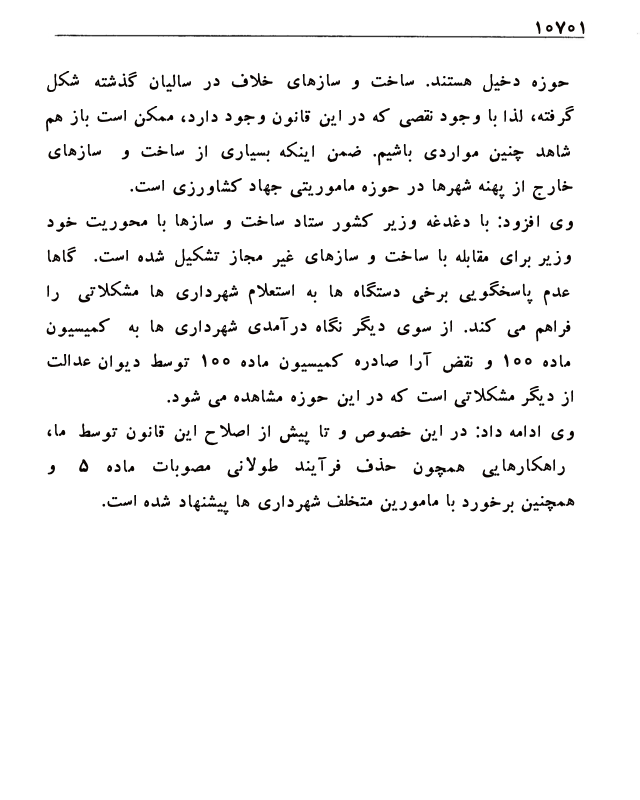 ۱۰۷۰۱
حوزه دخیل هستند. ساخت و سازهای خلاف در سالیان گذشته شکل
گرفته، لذا با وجود نقصی که در این قانون وجود دارد، ممکن است باز هم
شاهد چنین مواردی باشیم. ضمن اینکه بسیاری از ساخت و سازهای
خارج از پهنه شهرها در حوزه ماموریتی جهاد کشاورزی است.
وی افزود: با دغدغه وزیر کشور ستاد ساخت و سازها با محوریت خود
وزیر برای مقابله با ساخت و سازهای غیر مجاز تشکیل شده است. گاها
عدم پاسخگویی برخی دستگاه ها به استعلام شهرداری ها مشکلاتی را
فراهم می کند. از سوی دیگر نگاه درآمدی شهرداری ها به کمیسیون
ماده ۱۰۰ و نقض آرا صادره کمیسیون ماده ۱۰۰ توسط دیوان عدالت
از دیگر مشکلاتی است که در این حوزه مشاهده می شود.
وی ادامه داد: در این خصوص و تا پیش از اصلاح این قانون توسط ما،
راهکارهایی همچون حذف فرآیند طولانی مصوبات ماده ۵ و
همچنین برخورد با مامورین متخلف شهرداری ها پیشنهاد شده است.